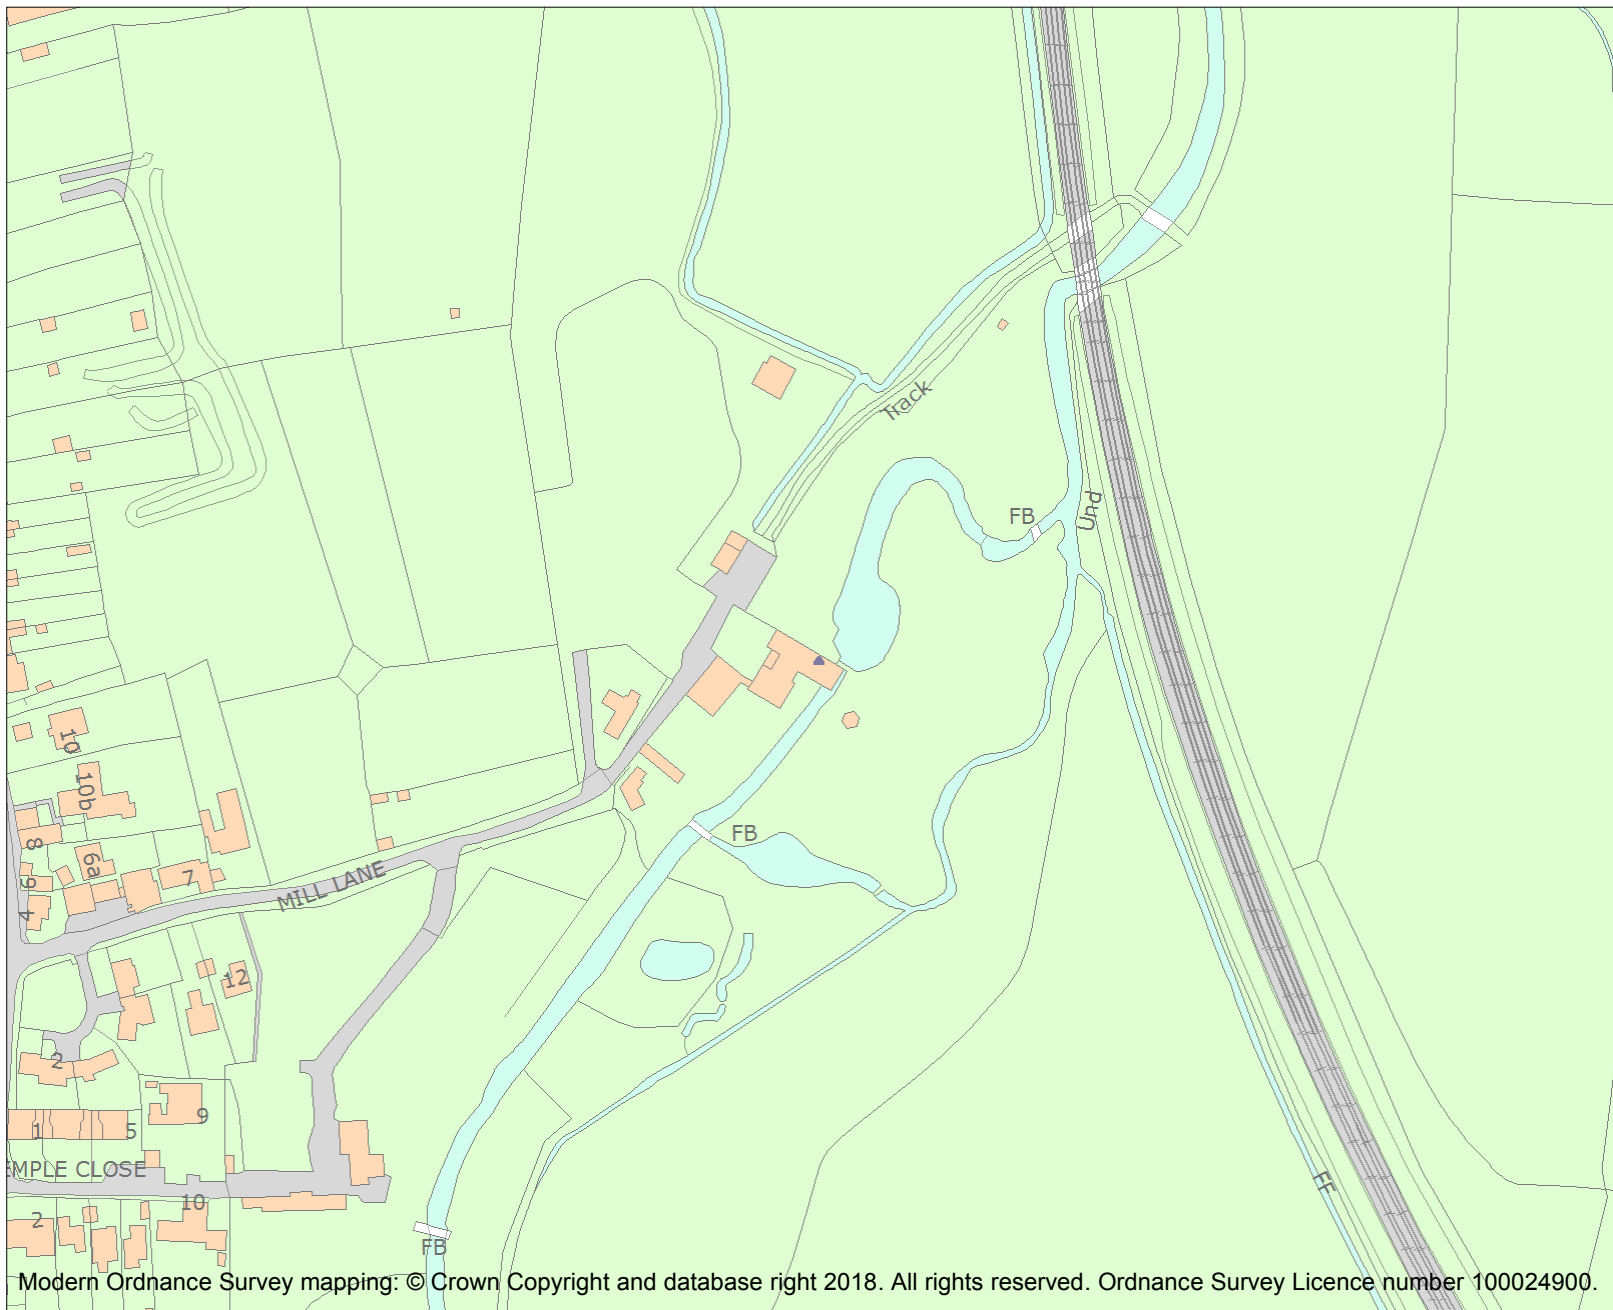 Track
FB
Und
10
10b
FB
8
6a
7
6
4
MILL LANE
12
2
9
1
5
EMPLE CLOSE
FF
10
2
FB
Modern Ordnance Survey mapping: © Crown Copyright and database right 2018. All rights reserved. Ordnance Survey Licence number 100024900.